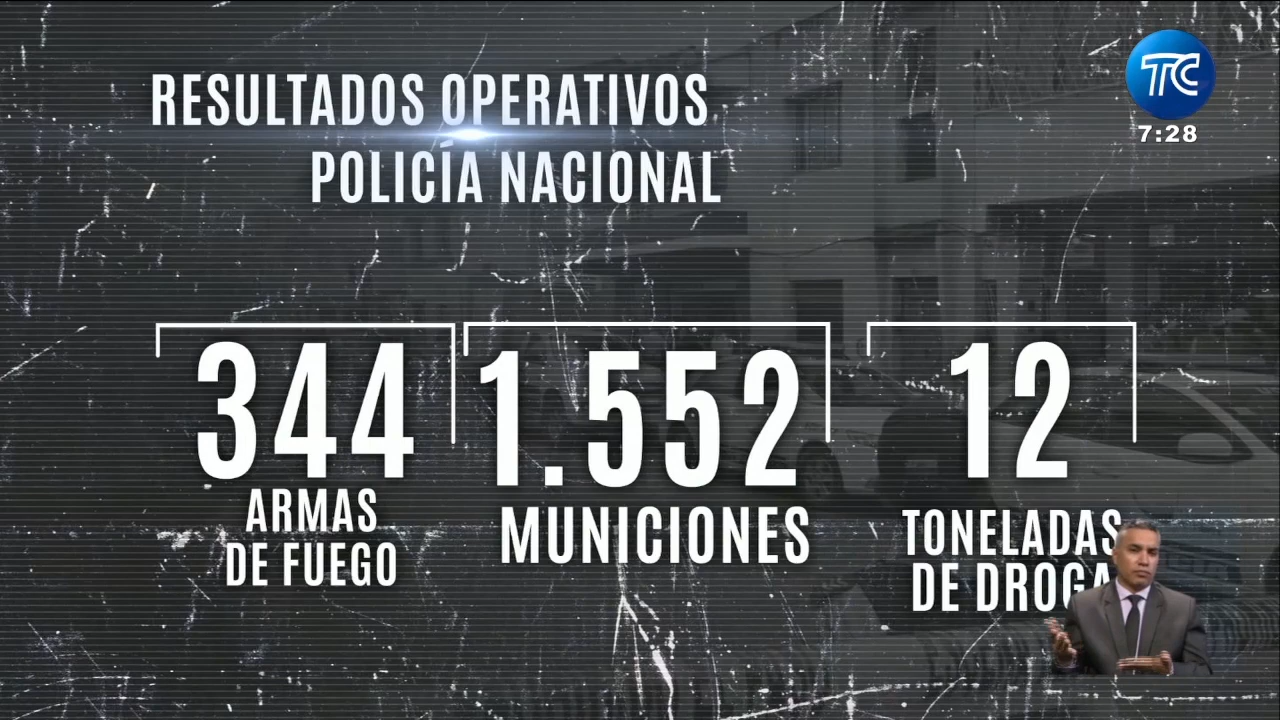 RESULTADOS OPERATIVOS
POLICÍA NACIONAL
TC
7:28
344
ARMAS
DE FUEGO
1.552
MUNICIONES
12
TONELADAS
DE DROGA